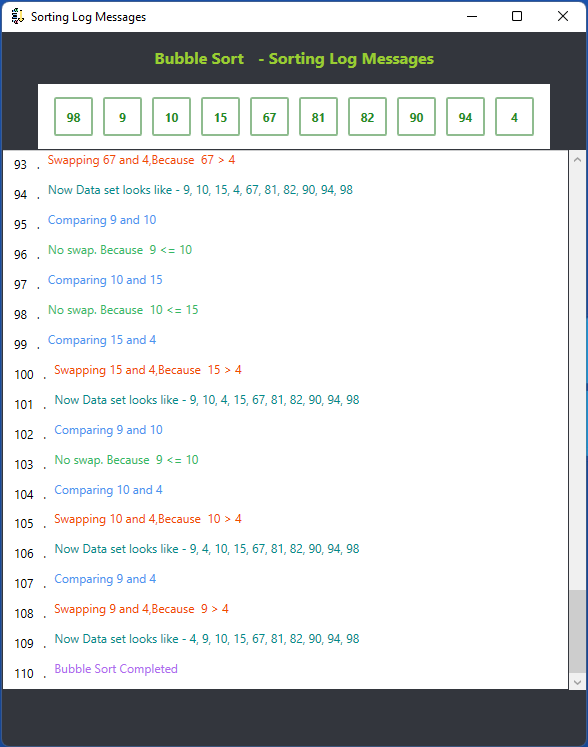 Sorting Log Messages
Bubble Sort - Sorting Log Messages
98 9 10 15 67 81 82 90 94 4
93 . Swapping 67 and 4,Because 67 > 4
94 . Now Data set looks like - 9, 10, 15, 4, 67, 81, 82, 90, 94, 98
95 . Comparing 9 and 10
96 . No swap. Because 9 <= 10
97 . Comparing 10 and 15
98 . No swap. Because 10 <= 15
99 . Comparing 15 and 4
100 . Swapping 15 and 4,Because 15 > 4
101 . Now Data set looks like - 9, 10, 4, 15, 67, 81, 82, 90, 94, 98
102 . Comparing 9 and 10
103 . No swap. Because 9 <= 10
104 . Comparing 10 and 4
105 . Swapping 10 and 4,Because 10 > 4
106 . Now Data set looks like - 9, 4, 10, 15, 67, 81, 82, 90, 94, 98
107 . Comparing 9 and 4
108 . Swapping 9 and 4,Because 9 > 4
109 . Now Data set looks like - 4, 9, 10, 15, 67, 81, 82, 90, 94, 98
110 . Bubble Sort Completed